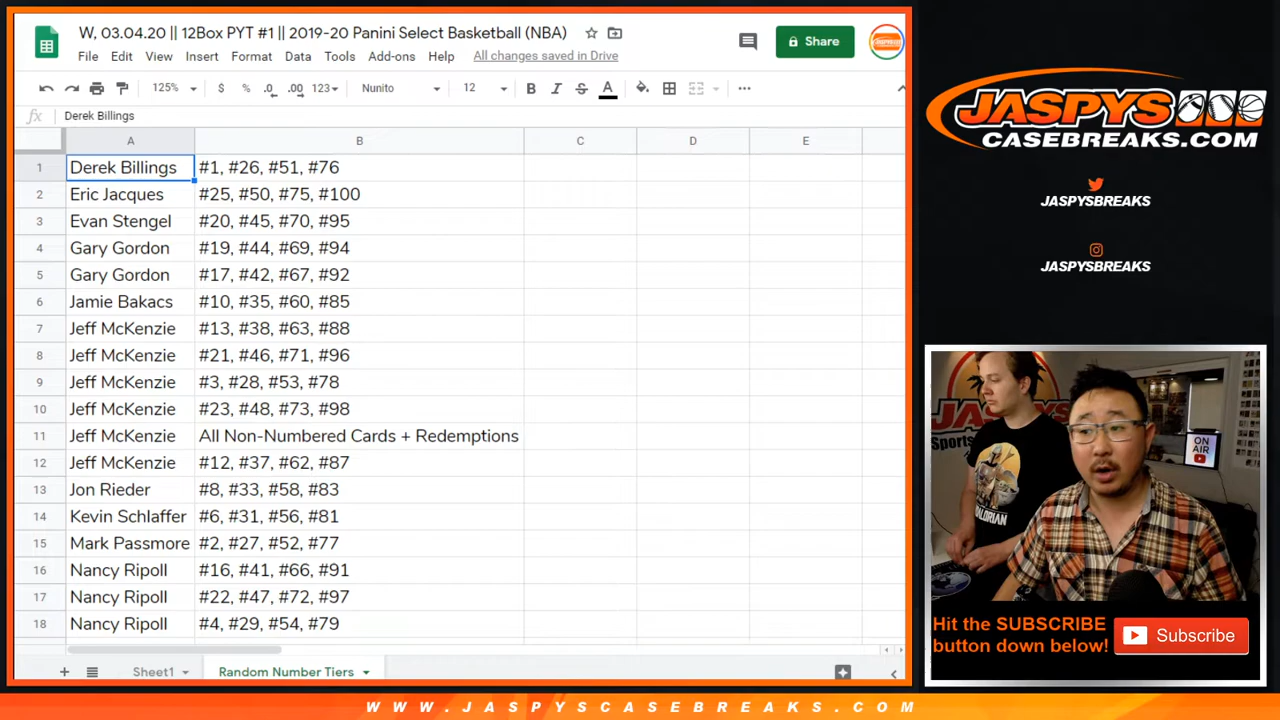 W, 03.04.20 || 12Box PYT #1 || 2019-20 Panini Select Basketball (NBA)
File Edit View Insert Format Data Tools Add-ons Help All changes saved in Drive
Share
125% $ % .0 .00 123 Nunito 12 B I S A
fx Derek Billings
A B C D E
1 Derek Billings #1, #26, #51, #76
2 Eric Jacques #25, #50, #75, #100
3 Evan Stengel #20, #45, #70, #95
4 Gary Gordon #19, #44, #69, #94
5 Gary Gordon #17, #42, #67, #92
6 Jamie Bakacs #10, #35, #60, #85
7 Jeff McKenzie #13, #38, #63, #88
8 Jeff McKenzie #21, #46, #71, #96
9 Jeff McKenzie #3, #28, #53, #78
10 Jeff McKenzie #23, #48, #73, #98
11 Jeff McKenzie All Non-Numbered Cards + Redemptions
12 Jeff McKenzie #12, #37, #62, #87
13 Jon Rieder #8, #33, #58, #83
14 Kevin Schlaffer #6, #31, #56, #81
15 Mark Passmore #2, #27, #52, #77
16 Nancy Ripoll #16, #41, #66, #91
17 Nancy Ripoll #22, #47, #72, #97
18 Nancy Ripoll #4, #29, #54, #79
Sheet1 Random Number Tiers
JASPYS
CASEBREAKS.COM
JASPYSBREAKS
JASPYSBREAKS
ON
AIR
Hit the SUBSCRIBE
button down below!
Subscribe
WWW.JASPYSCASEBREAKS.COM